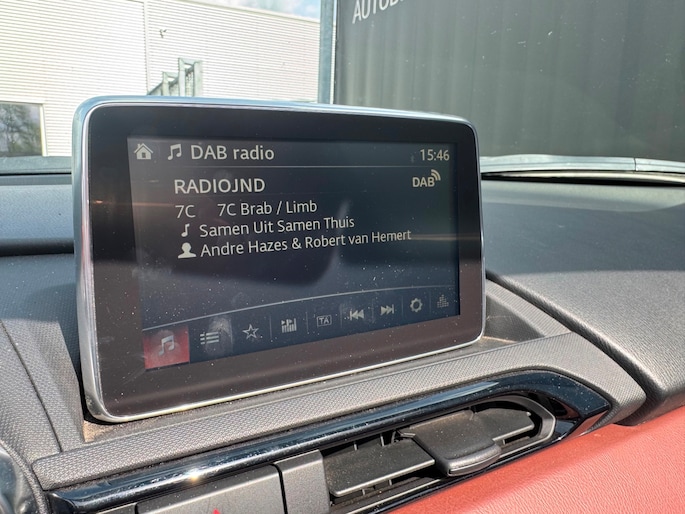 AUTOB
DAB radio 15:46
RADIOJND DAB
7C 7C Brab / Limb
Samen Uit Samen Thuis
Andre Hazes & Robert van Hemert
TA